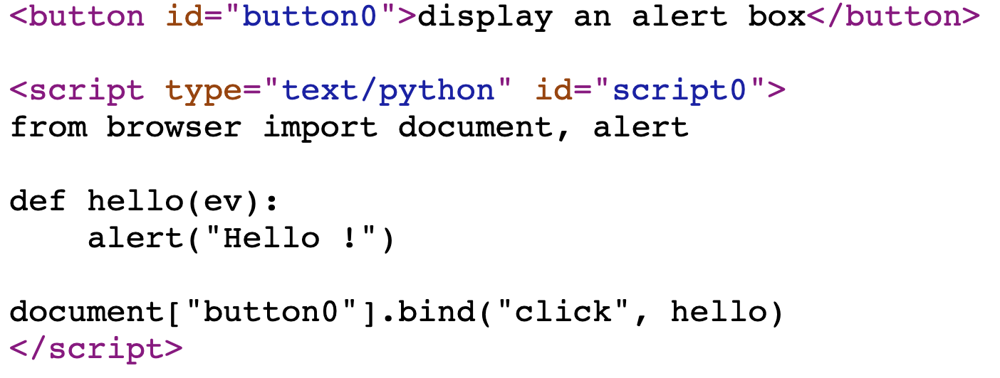 <button id="button0">display an alert box</button>
<script type="text/python" id="script0">
from browser import document, alert
def hello(ev):
    alert("Hello !")
document["button0"].bind("click", hello)
</script>